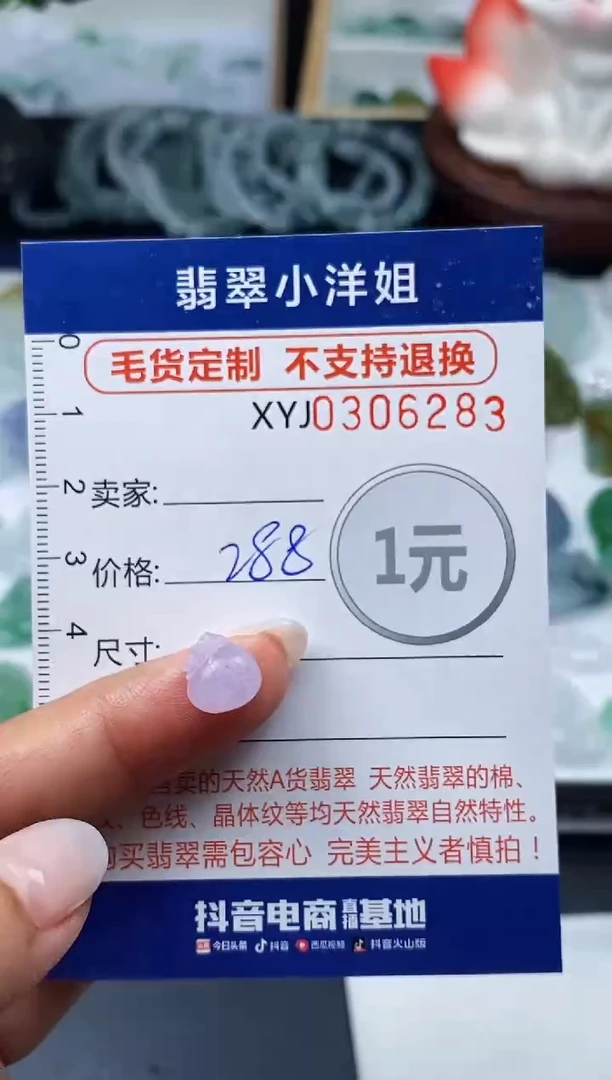 翡翠小洋姐
毛货定制 不支持退换
XYJ0306283
0
1
2
3
4
卖家:
价格: 288
1元
尺寸:
售卖的天然A货翡翠 天然翡翠的棉、
色线、晶体纹等均天然翡翠自然特性。
购买翡翠需包容心 完美主义者慎拍！
抖音电商直播基地
今日头条 抖音 西瓜视频 抖音火山版